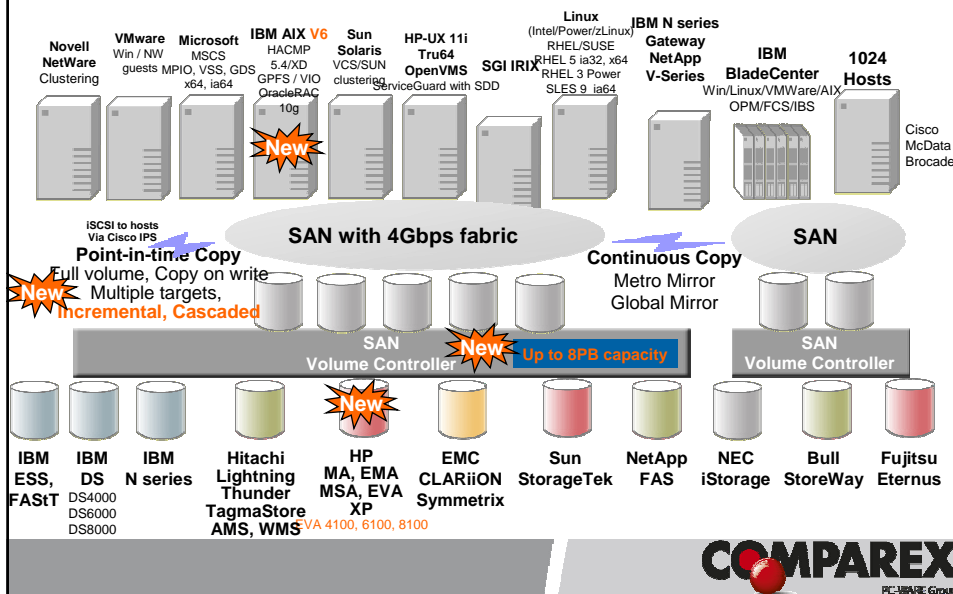 Novell
NetWare
Clustering
VMware
Win / NW
guests
Microsoft
MSCS
MPIO, VSS, GDS
x64, ia64
IBM AIX V6
HACMP
5.4/XD
GPFS / VIO
OracleRAC
10g
New
Sun
Solaris
VCS/SUN
clustering
HP-UX 11i
Tru64
OpenVMS
ServiceGuard with SDD
SGI IRIX
Linux
(Intel/Power/zLinux)
RHEL/SUSE
RHEL 5 ia32, x64
RHEL 3 Power
SLES 9 ia64
IBM N series
Gateway
NetApp
V-Series
IBM
BladeCenter
Win/Linux/VMWare/AIX
OPM/FCS/IBS
1024
Hosts
Cisco
McData
Brocade
iSCSI to hosts
Via Cisco IPS
SAN with 4Gbps fabric
SAN
Point-in-time Copy
Full volume, Copy on write
Multiple targets,
Incremental, Cascaded
New
Continuous Copy
Metro Mirror
Global Mirror
SAN
Volume Controller
New
Up to 8PB capacity
SAN
Volume Controller
New
IBM
ESS,
FAStT
IBM
DS
DS4000
DS6000
DS8000
IBM
N series
Hitachi
Lightning
Thunder
TagmaStore
AMS, WMS
HP
MA, EMA
MSA, EVA
XP
EVA 4100, 6100, 8100
EMC
CLARiiON
Symmetrix
Sun
StorageTek
NetApp
FAS
NEC
iStorage
Bull
StoreWay
Fujitsu
Eternus
COMPAREX
PC-WARE Group